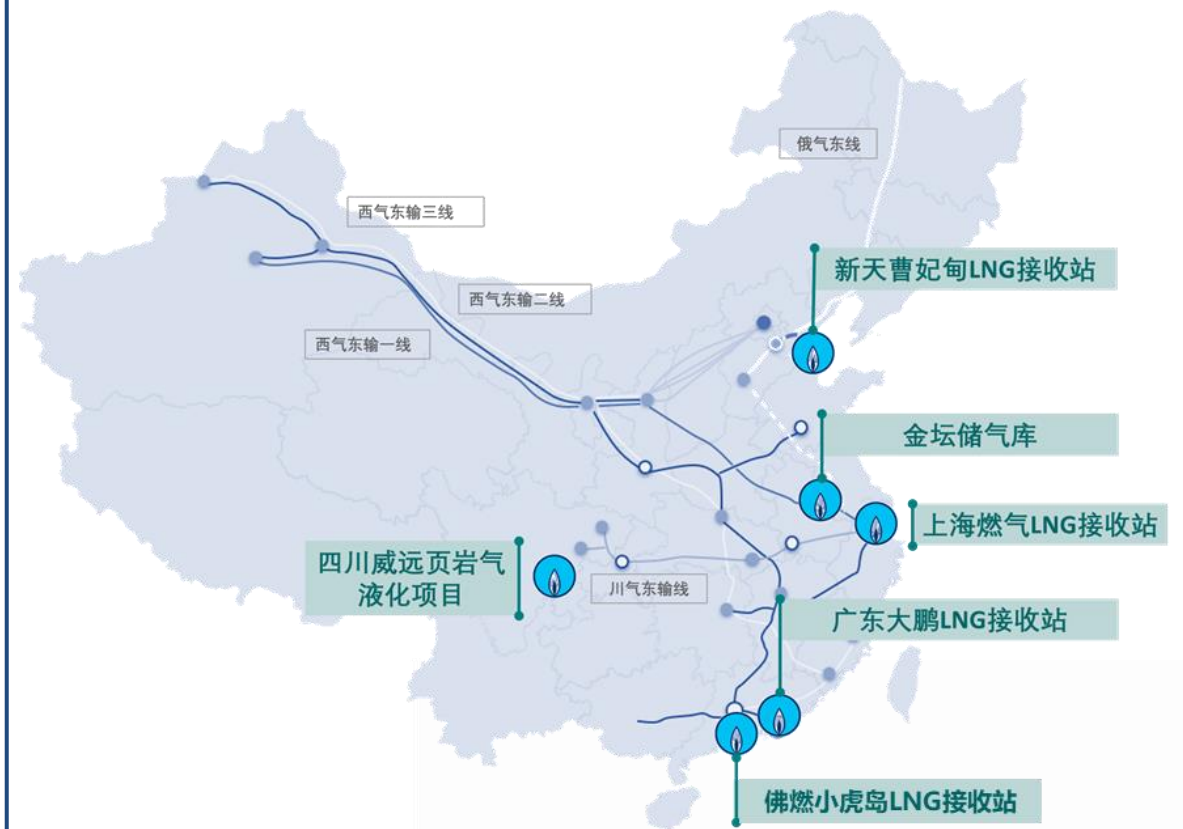 俄气东线
西气东输三线
新天曹妃甸LNG接收站
西气东输二线
西气东输一线
金坛储气库
上海燃气LNG接收站
四川威远页岩气
液化项目
川气东输线
广东大鹏LNG接收站
佛燃小虎岛LNG接收站